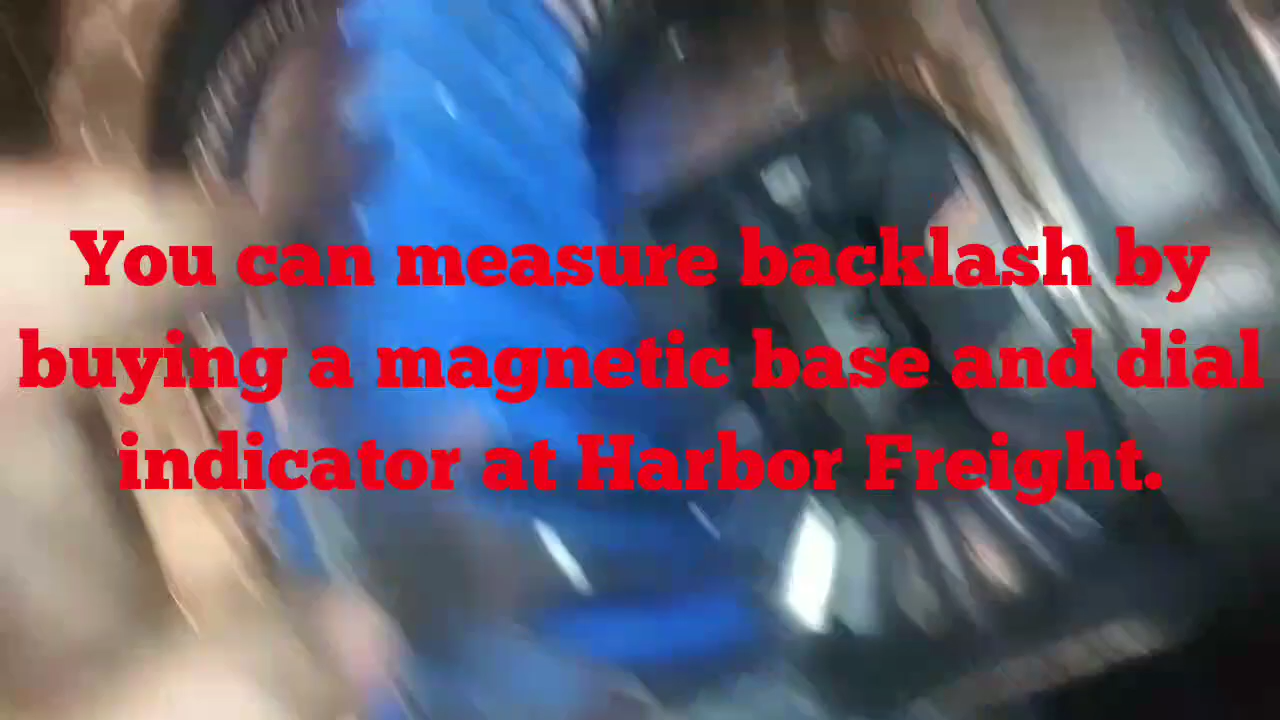 You can measure backlash by
buying a magnetic base and dial
indicator at Harbor Freight.